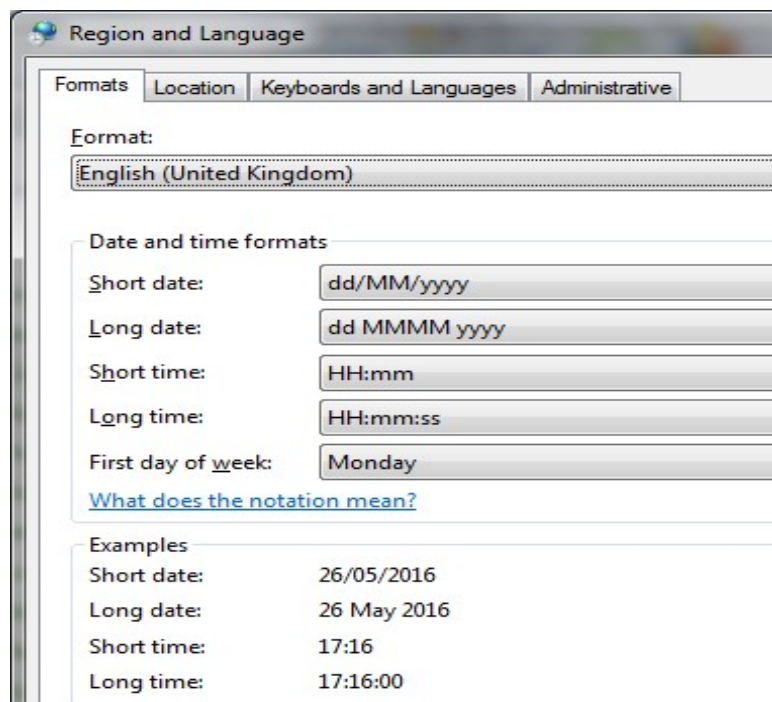 Region and Language
Formats Location Keyboards and Languages Administrative
Format:
English (United Kingdom)
Date and time formats
Short date: dd/MM/yyyy
Long date: dd MMMM yyyy
Short time: HH:mm
Long time: HH:mm:ss
First day of week: Monday
What does the notation mean?
Examples
Short date: 26/05/2016
Long date: 26 May 2016
Short time: 17:16
Long time: 17:16:00